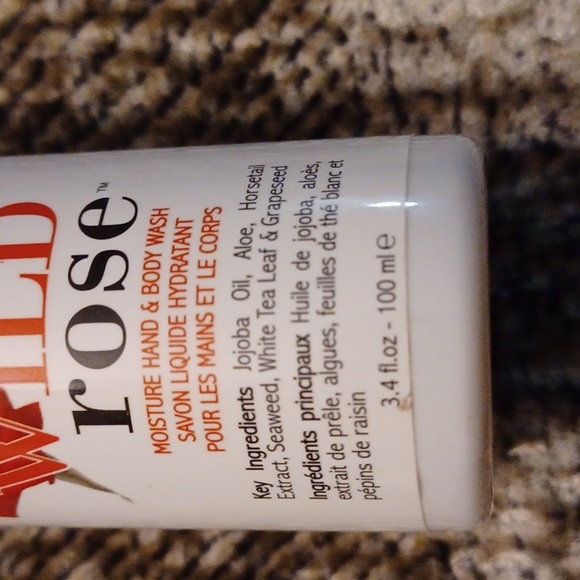 WILD
rose™
MOISTURE HAND & BODY WASH
SAVON LIQUIDE HYDRATANT
POUR LES MAINS ET LE CORPS
Key Ingredients Jojoba Oil, Aloe, Horsetail
Extract, Seaweed, White Tea Leaf & Grapeseed
Ingrédients principaux Huile de jojoba, aloès,
extrait de prêle, algues, feuilles de thé blanc et
pépins de raisin
3.4 fl.oz - 100 ml e